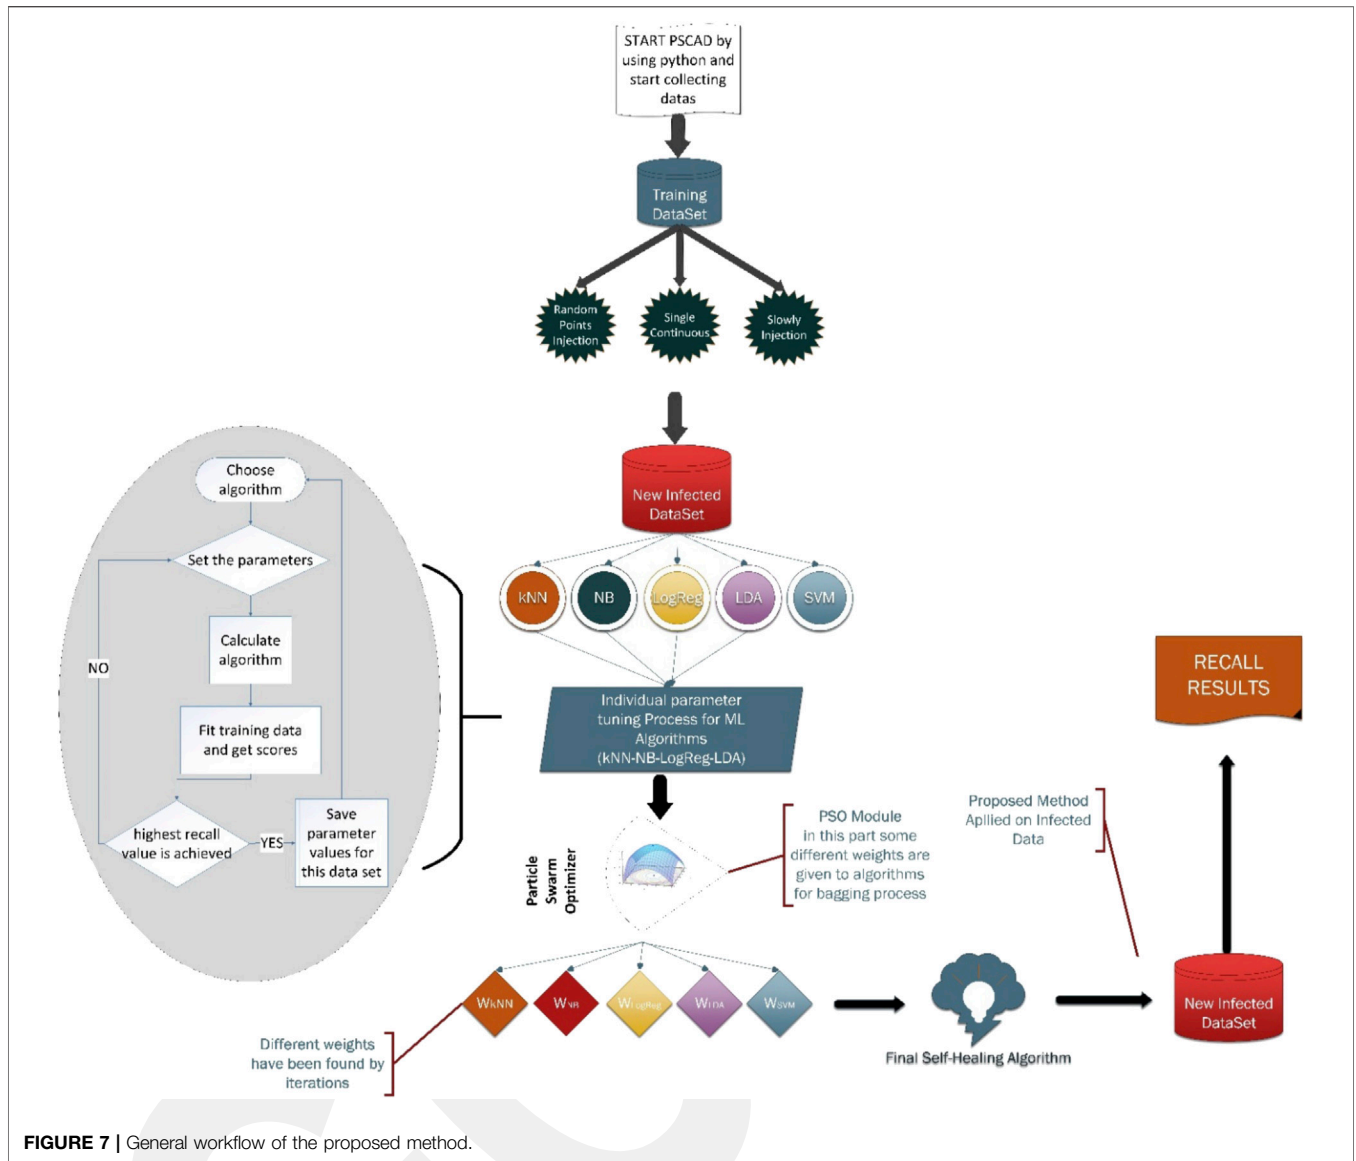 START PSCAD by
using python and
start collecting
datas
Training
DataSet
Random
Points
Injection
Single
Continuous
Slowly
Injection
New Infected
DataSet
kNN
NB
LogReg
LDA
SVM
Choose
algorithm
Set the parameters
Calculate
algorithm
NO
Fit training data
and get scores
highest recall
value is achieved
YES
Save
parameter
values for
this data set
Individual parameter
tuning Process for ML
Algorithms
(kNN-NB-LogReg-LDA)
Particle
Swarm
Optimizer
PSO Module
in this part some
different weights are
given to algorithms
for bagging process
WkNN
WNB
WLogReg
WLDA
WSVM
Different weights
have been found by
iterations
Final Self-Healing Algorithm
Proposed Method
Apllied on Infected
Data
New Infected
DataSet
RECALL
RESULTS
FIGURE 7 | General workflow of the proposed method.